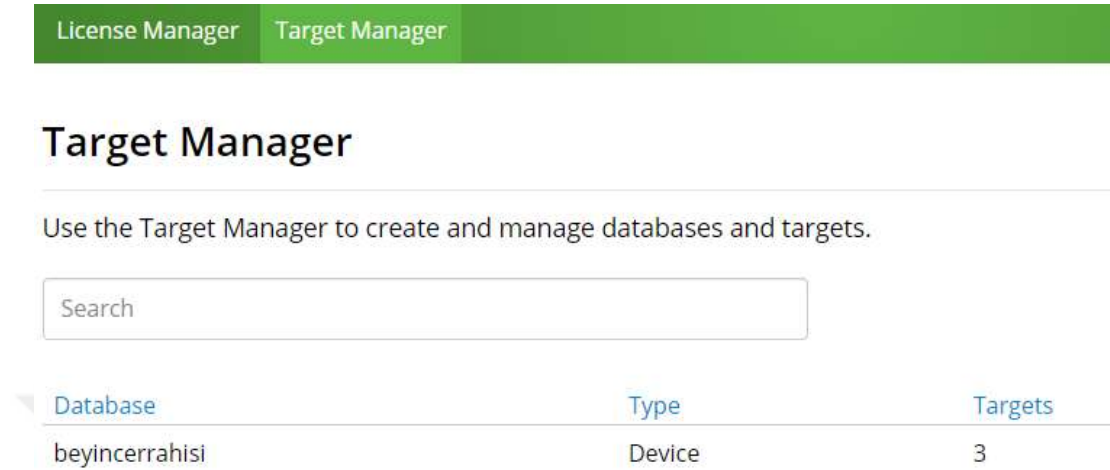 License Manager Target Manager
Target Manager
Use the Target Manager to create and manage databases and targets.
Search
Database Type Targets
beyincerrahisi Device 3